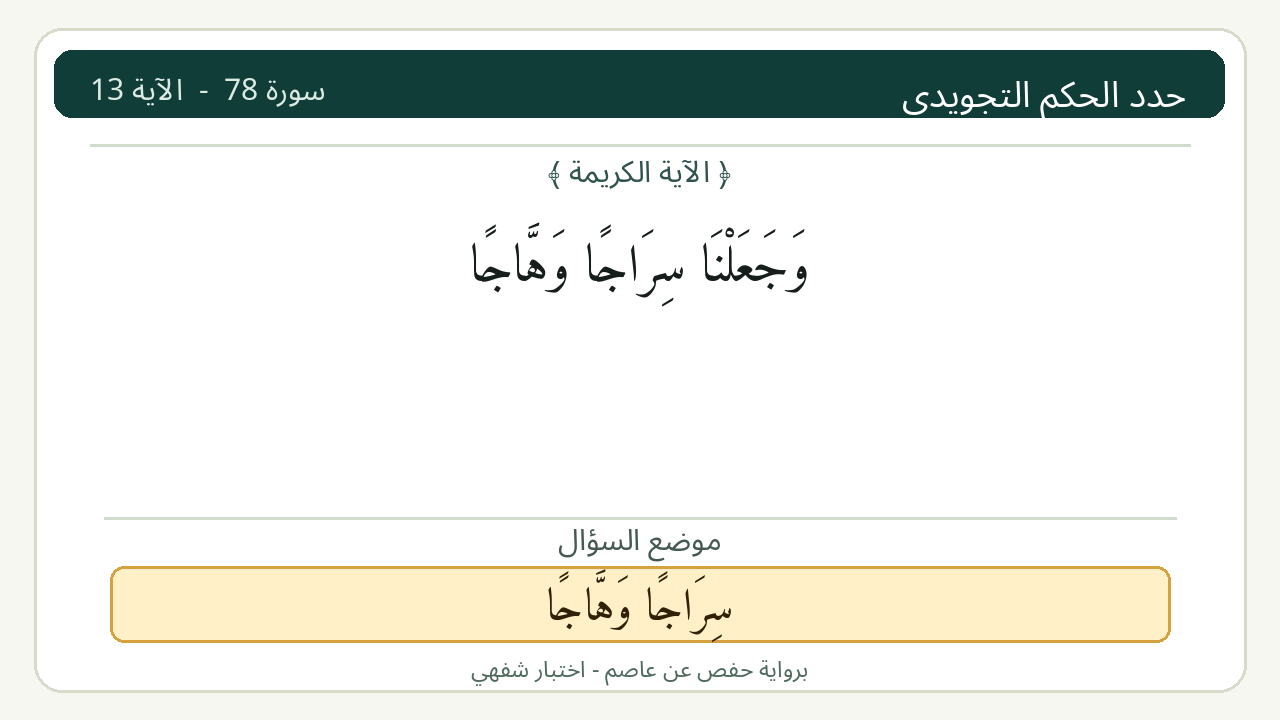 حدد الحكم التجويدى
سورة 78 - الآية 13
﴿ الآية الكريمة ﴾
وَجَعَلْنَا سِرَاجًا وَهَّاجًا
موضع السؤال
سِرَاجًا وَهَّاجًا
برواية حفص عن عاصم - اختبار شفهي